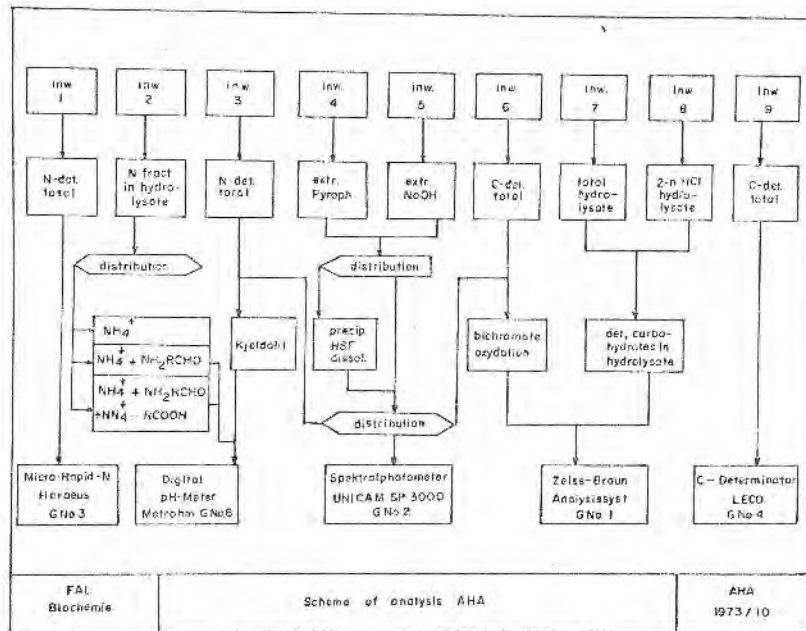 Inw.
1
Inw.
2
Inw
3
Inw.
4
Inw.
5
Inw.
6
Inw.
7
Inw
8
Inw
9
N-det.
total
N fract
in hydro-
lysate
N-det.
total
extr.
Pyroph
extr.
NaOH
C-det.
total
total
hydro-
lysate
2-n HCl
hydro-
lysate
C-det.
total
distribution
distribution
NH4+
NH4+ + NH2RCHO
NH4+ + NH2RCHO
+NN4+ - RCOOH
Kjeldahl
precip
HSF
dissol.
bichromate
oxydation
det. carbo-
hydrates in
hydrolysate
distribution
Micro-Rapid-N
Heraeus
G No 3
Digital
pH-Meter
Metrohm G No 6
Spektralphotometer
UNICAM SP 3000
G No 2
Zeiss-Braun
Analysissyst
G No 1
C - Determinator
LECO
G No 4
FAL
Biochemie
Schema of analysis AHA
AHA
1973/10